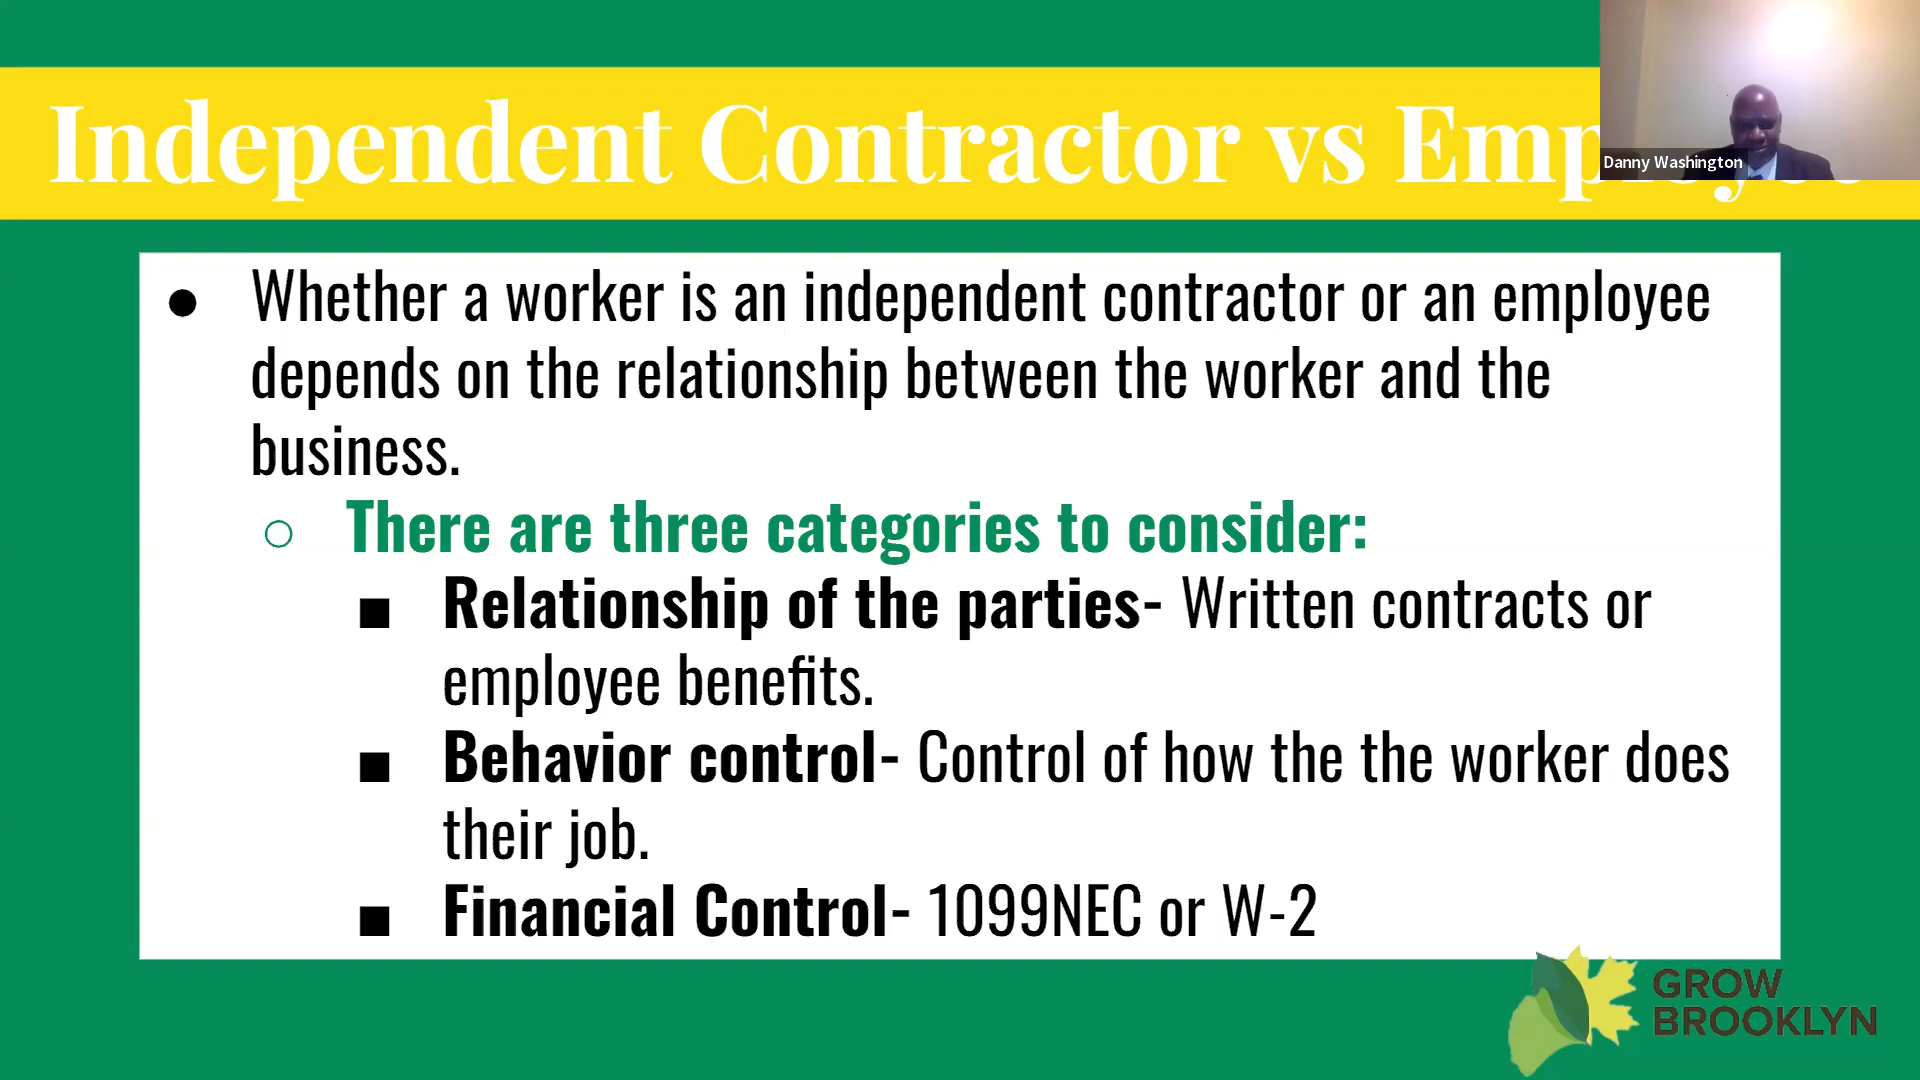 Independent Contractor vs Emp
Danny Washington
● Whether a worker is an independent contractor or an employee
depends on the relationship between the worker and the
business.
○ There are three categories to consider:
■ Relationship of the parties- Written contracts or
employee benefits.
■ Behavior control- Control of how the the worker does
their job.
■ Financial Control- 1099NEC or W-2
GROW
BROOKLYN